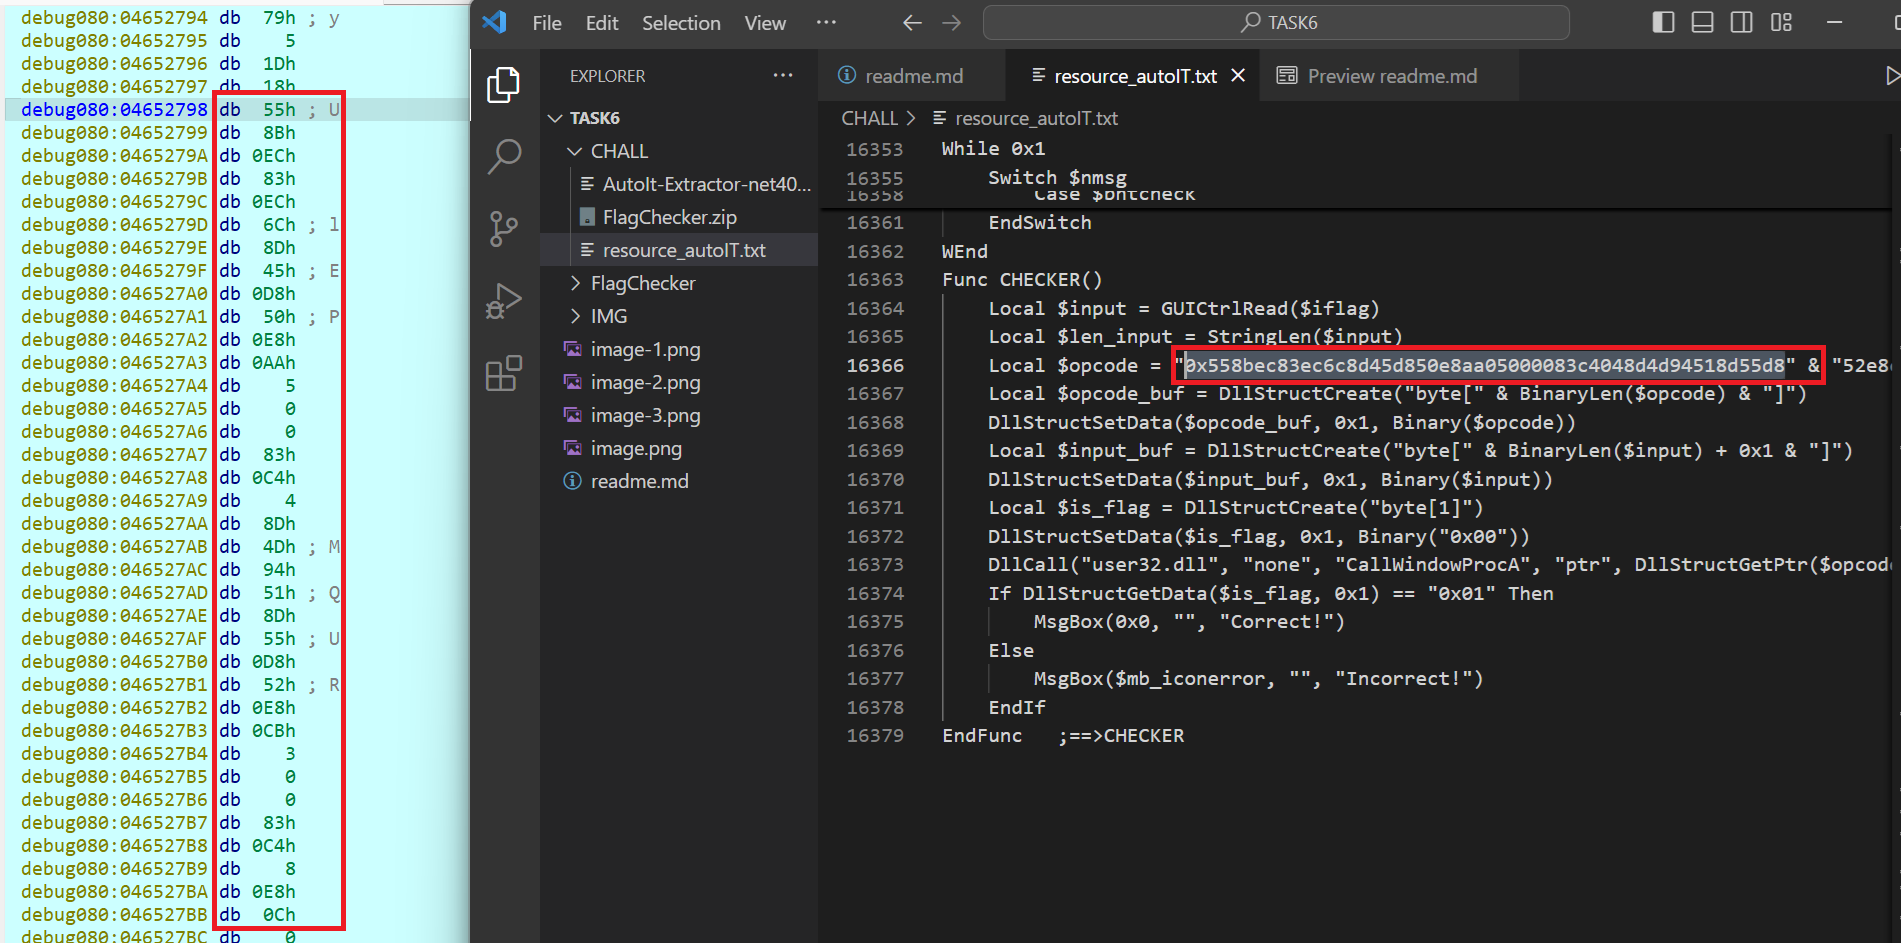 debug080:04652794 db 79h ; y
debug080:04652795 db 5
debug080:04652796 db 1Dh
debug080:04652797 db 18h
debug080:04652798 db 55h ; U
debug080:04652799 db 8Bh
debug080:0465279A db 0ECh
debug080:0465279B db 83h
debug080:0465279C db 0ECh
debug080:0465279D db 6Ch ; l
debug080:0465279E db 8Dh
debug080:0465279F db 45h ; E
debug080:046527A0 db 0D8h
debug080:046527A1 db 50h ; P
debug080:046527A2 db 0E8h
debug080:046527A3 db 0AAh
debug080:046527A4 db 5
debug080:046527A5 db 0
debug080:046527A6 db 0
debug080:046527A7 db 83h
debug080:046527A8 db 0C4h
debug080:046527A9 db 4
debug080:046527AA db 8Dh
debug080:046527AB db 4Dh ; M
debug080:046527AC db 94h
debug080:046527AD db 51h ; Q
debug080:046527AE db 8Dh
debug080:046527AF db 55h ; U
debug080:046527B0 db 0D8h
debug080:046527B1 db 52h ; R
debug080:046527B2 db 0E8h
debug080:046527B3 db 0CBh
debug080:046527B4 db 3
debug080:046527B5 db 0
debug080:046527B6 db 0
debug080:046527B7 db 83h
debug080:046527B8 db 0C4h
debug080:046527B9 db 8
debug080:046527BA db 0E8h
debug080:046527BB db 0Ch
debug080:046527BC db 0
File Edit Selection View ···
TASK6
EXPLORER ···
TASK6
CHALL
AutoIt-Extractor-net40...
FlagChecker.zip
resource_autoIT.txt
FlagChecker
IMG
image-1.png
image-2.png
image-3.png
image.png
readme.md
readme.md resource_autoIT.txt Preview readme.md
CHALL > resource_autoIT.txt
16353 While 0x1
16355 Switch $nmsg
16358 Case $bntcheck
16361 EndSwitch
16362 WEnd
16363 Func CHECKER()
16364 Local $input = GUICtrlRead($iflag)
16365 Local $len_input = StringLen($input)
16366 Local $opcode = "0x558bec83ec6c8d45d850e8aa05000083c4048d4d94518d55d8" & "52e8
16367 Local $opcode_buf = DllStructCreate("byte[" & BinaryLen($opcode) & "]")
16368 DllStructSetData($opcode_buf, 0x1, Binary($opcode))
16369 Local $input_buf = DllStructCreate("byte[" & BinaryLen($input) + 0x1 & "]")
16370 DllStructSetData($input_buf, 0x1, Binary($input))
16371 Local $is_flag = DllStructCreate("byte[1]")
16372 DllStructSetData($is_flag, 0x1, Binary("0x00"))
16373 DllCall("user32.dll", "none", "CallWindowProcA", "ptr", DllStructGetPtr($opcode
16374 If DllStructGetData($is_flag, 0x1) == "0x01" Then
16375 MsgBox(0x0, "", "Correct!")
16376 Else
16377 MsgBox($mb_iconerror, "", "Incorrect!")
16378 EndIf
16379 EndFunc ;==>CHECKER